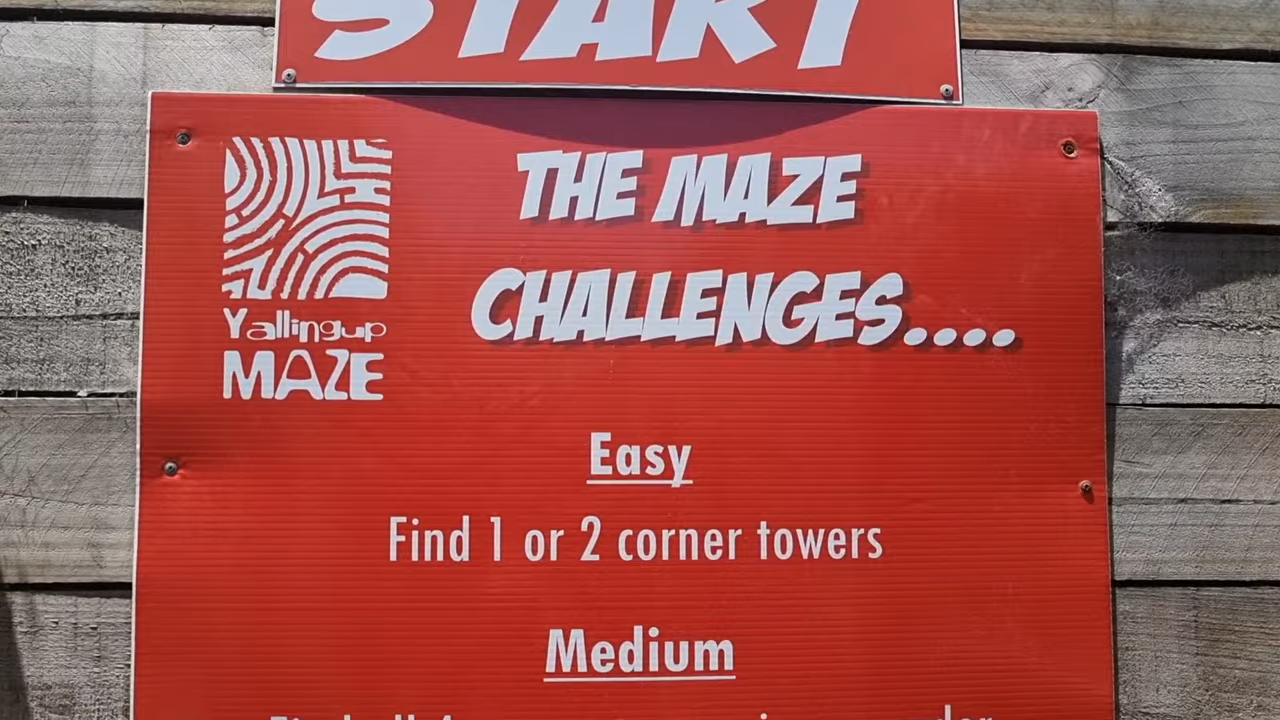 START
Yallingup
MAZE
THE MAZE
CHALLENGES....
Easy
Find 1 or 2 corner towers
Medium